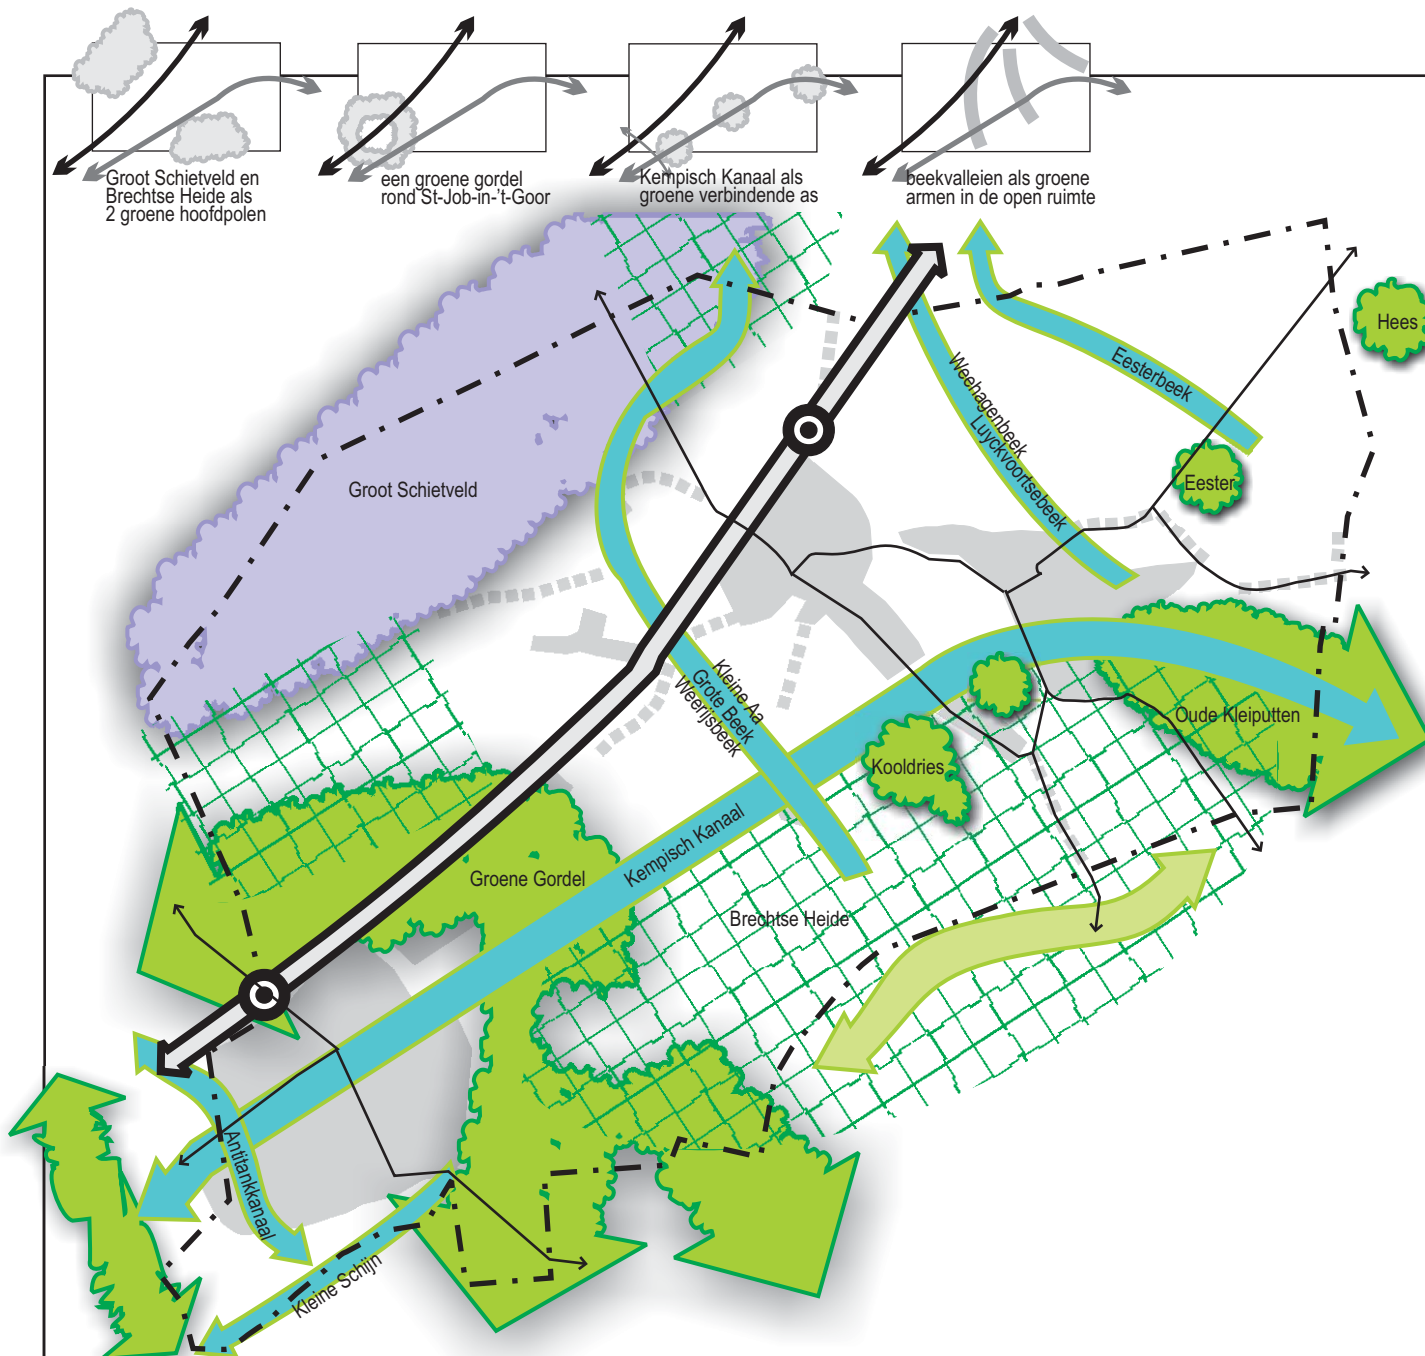 Groot Schietveld en
Brechtse Heide als
2 groene hoofdpolen
een groene gordel
rond St-Job-in-'t-Goor
Kempisch Kanaal als
groene verbindende as
beekvalleien als groene
armen in de open ruimte
Hees
Eesterbeek
Weehagenbeek
Luyckvoortsebeek
Eester
Groot Schietveld
Kleine Aa
Grote Beek
Weerijsbeek
Oude Kleiputten
Kooldries
Kempisch Kanaal
Groene Gordel
Brechtse Heide
Antitankkanaal
Kleine Schijn